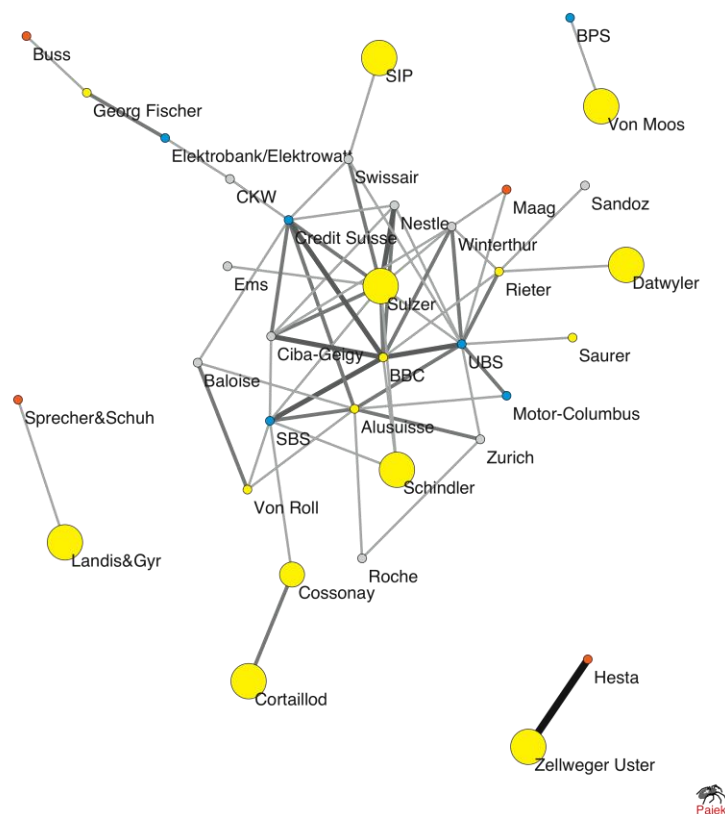 BPS
Buss
SIP
Georg Fischer
Von Moos
Elektrobank/Elektrowatt
Swissair
CKW
Maag
Sandoz
Nestle
Credit Suisse
Winterthur
Ems
Rieter
Datwyler
Sulzer
Ciba-Geigy
Saurer
UBS
BBC
Baloise
Sprecher&Schuh
Motor-Columbus
Alusuisse
SBS
Zurich
Schindler
Von Roll
Landis&Gyr
Roche
Cossonay
Hesta
Cortaillod
Zellweger Uster
Pajek